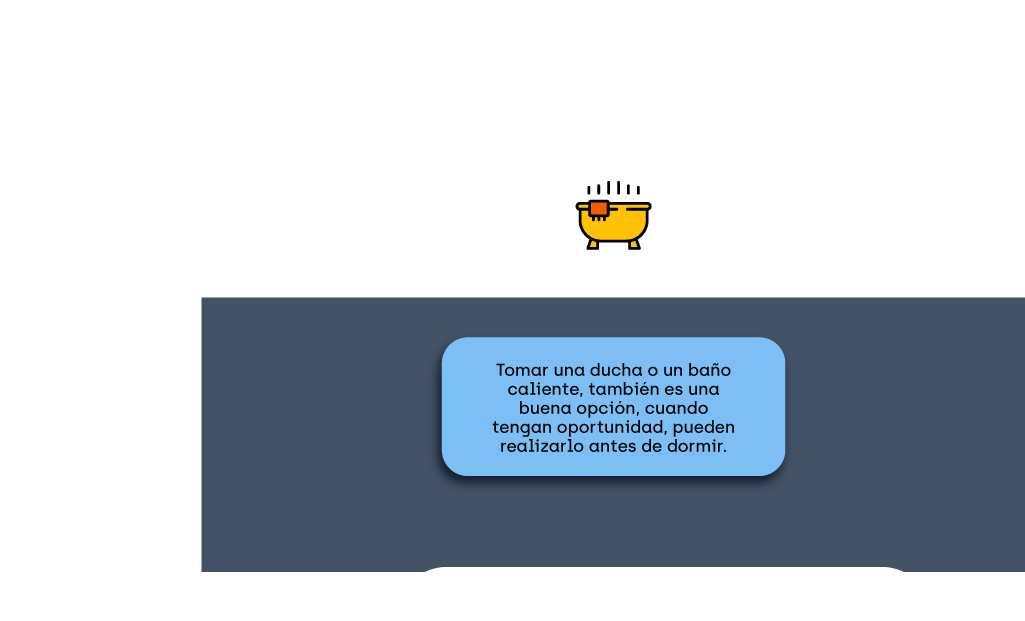 Tomar una ducha o un baño
caliente, también es una
buena opción, cuando
tengan oportunidad, pueden
realizarlo antes de dormir.